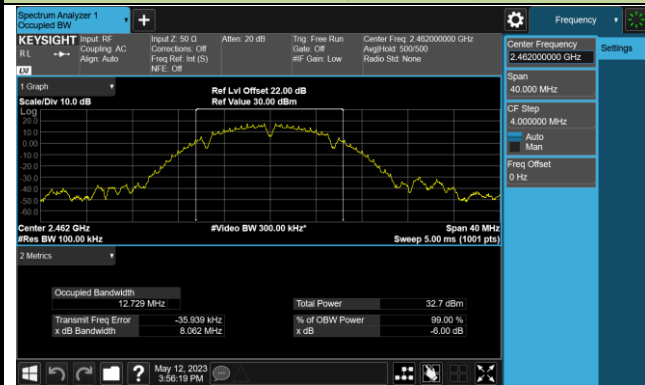 Spectrum Analyzer 1
Occupied BW
Frequency
KEYSIGHT
RL
LXI
Input: RF
Coupling: AC
Align: Auto
Input Z: 50 Ω
Corrections: Off
Freq Ref: Int (S)
NFE: Off
Atten: 20 dB
Trig: Free Run
Gate: Off
#IF Gain: Low
Center Freq: 2.462000000 GHz
Avg|Hold: 500/500
Radio Std: None
Center Frequency
2.462000000 GHz
Settings
Span
40.000 MHz
CF Step
4.000000 MHz
Auto
Man
Freq Offset
0 Hz
1 Graph
Scale/Div 10.0 dB
Ref Lvl Offset 22.00 dB
Ref Value 30.00 dBm
Log
20.0
10.0
0.00
-10.0
-20.0
-30.0
-40.0
-50.0
-60.0
Center 2.462 GHz
#Res BW 100.00 kHz
#Video BW 300.00 kHz*
Span 40 MHz
Sweep 5.00 ms (1001 pts)
2 Metrics
Occupied Bandwidth
12.729 MHz
Total Power 32.7 dBm
Transmit Freq Error -35.939 kHz
% of OBW Power 99.00 %
x dB Bandwidth 8.062 MHz
x dB -6.00 dB
May 12, 2023
3:56:19 PM